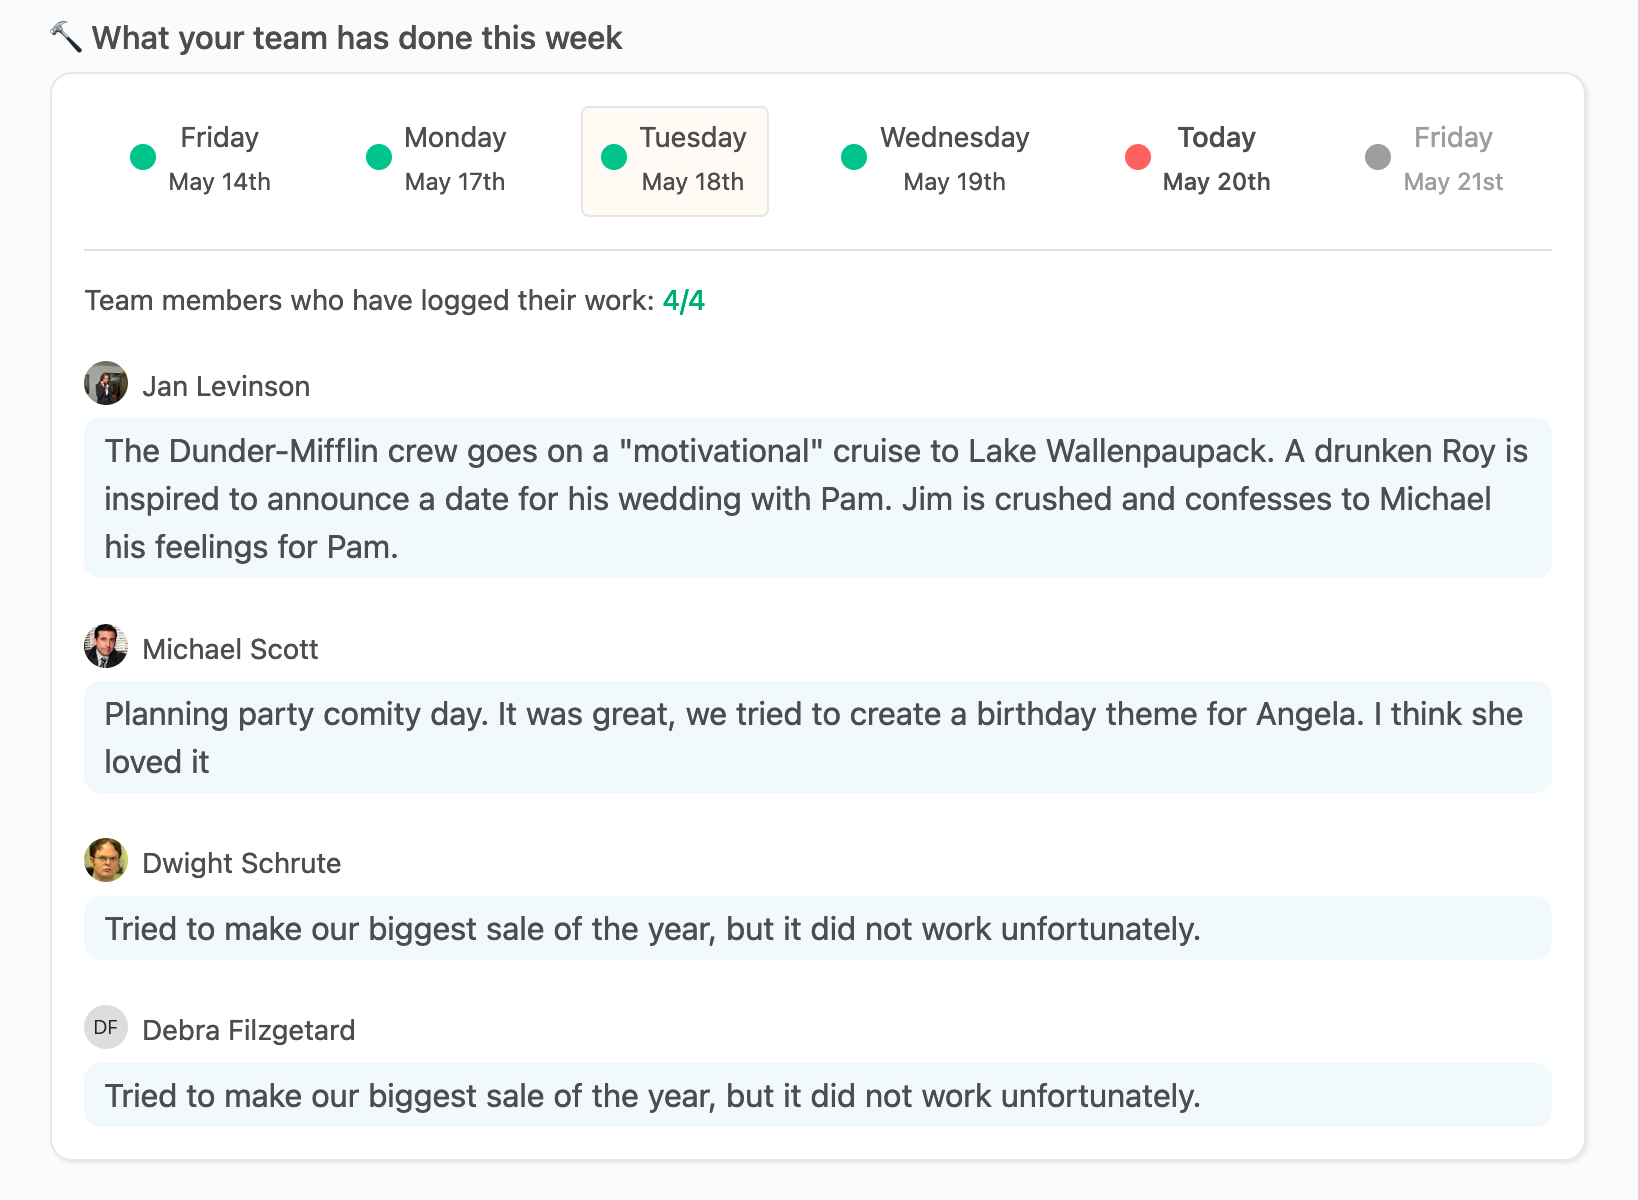 What your team has done this week
Friday
May 14th
Monday
May 17th
Tuesday
May 18th
Wednesday
May 19th
Today
May 20th
Friday
May 21st
Team members who have logged their work: 4/4
Jan Levinson
The Dunder-Mifflin crew goes on a "motivational" cruise to Lake Wallenpaupack. A drunken Roy is
inspired to announce a date for his wedding with Pam. Jim is crushed and confesses to Michael
his feelings for Pam.
Michael Scott
Planning party comity day. It was great, we tried to create a birthday theme for Angela. I think she
loved it
Dwight Schrute
Tried to make our biggest sale of the year, but it did not work unfortunately.
DF Debra Filzgetard
Tried to make our biggest sale of the year, but it did not work unfortunately.